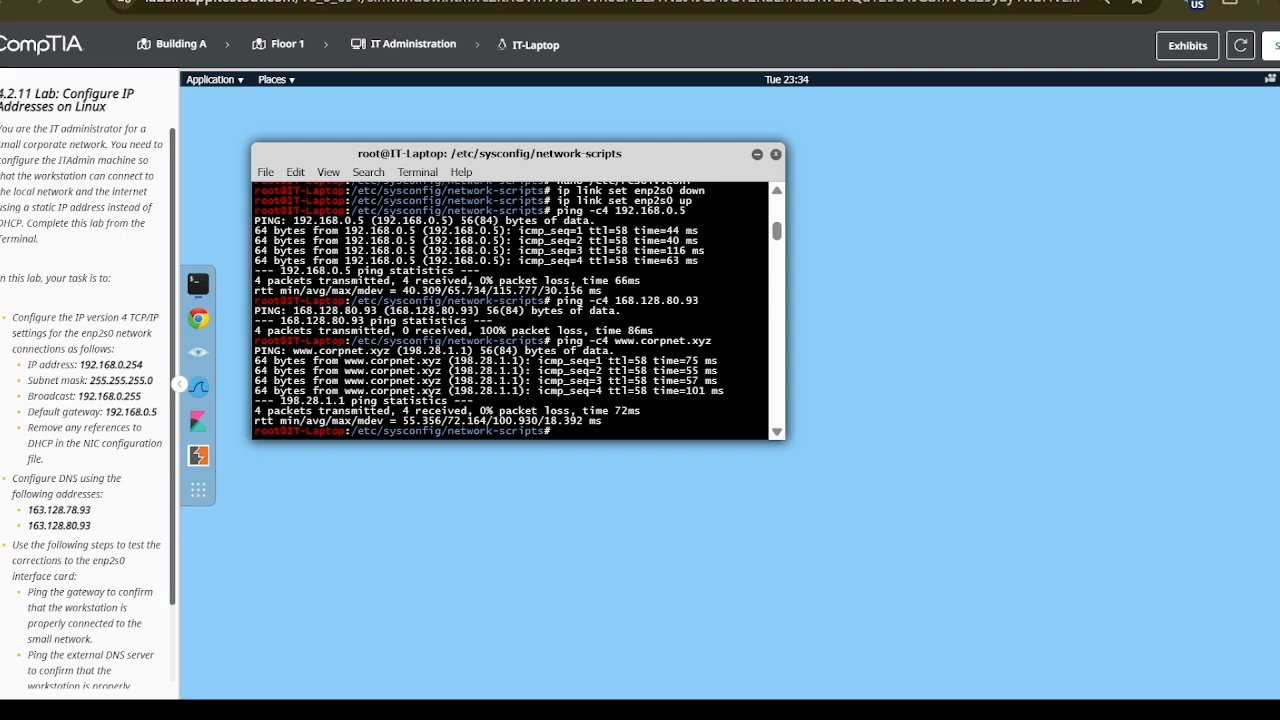 US
CompTIA
Building A
Floor 1
IT Administration
IT-Laptop
Exhibits
Application ▾ Places ▾
Tue 23:34
4.2.11 Lab: Configure IP
Addresses on Linux
You are the IT administrator for a
small corporate network. You need to
configure the ITAdmin machine so
that the workstation can connect to
the local network and the internet
using a static IP address instead of
DHCP. Complete this lab from the
Terminal.
In this lab, your task is to:
Configure the IP version 4 TCP/IP
settings for the enp2s0 network
connections as follows:
IP address: 192.168.0.254
Subnet mask: 255.255.255.0
Broadcast: 192.168.0.255
Default gateway: 192.168.0.5
Remove any references to
DHCP in the NIC configuration
file.
Configure DNS using the
following addresses:
163.128.78.93
163.128.80.93
Use the following steps to test the
corrections to the enp2s0
interface card:
Ping the gateway to confirm
that the workstation is
properly connected to the
small network.
Ping the external DNS server
to confirm that the
workstation is properly
root@IT-Laptop: /etc/sysconfig/network-scripts
File Edit View Search Terminal Help
root@IT-Laptop:/etc/sysconfig/network-scripts# ip link set enp2s0 down
root@IT-Laptop:/etc/sysconfig/network-scripts# ip link set enp2s0 up
root@IT-Laptop:/etc/sysconfig/network-scripts# ping -c4 192.168.0.5
PING: 192.168.0.5 (192.168.0.5) 56(84) bytes of data.
64 bytes from 192.168.0.5 (192.168.0.5): icmp_seq=1 ttl=58 time=44 ms
64 bytes from 192.168.0.5 (192.168.0.5): icmp_seq=2 ttl=58 time=40 ms
64 bytes from 192.168.0.5 (192.168.0.5): icmp_seq=3 ttl=58 time=116 ms
64 bytes from 192.168.0.5 (192.168.0.5): icmp_seq=4 ttl=58 time=63 ms
--- 192.168.0.5 ping statistics ---
4 packets transmitted, 4 received, 0% packet loss, time 66ms
rtt min/avg/max/mdev = 40.309/65.734/115.777/30.156 ms
root@IT-Laptop:/etc/sysconfig/network-scripts# ping -c4 168.128.80.93
PING: 168.128.80.93 (168.128.80.93) 56(84) bytes of data.
--- 168.128.80.93 ping statistics ---
4 packets transmitted, 0 received, 100% packet loss, time 86ms
root@IT-Laptop:/etc/sysconfig/network-scripts# ping -c4 www.corpnet.xyz
PING: www.corpnet.xyz (198.28.1.1) 56(84) bytes of data.
64 bytes from www.corpnet.xyz (198.28.1.1): icmp_seq=1 ttl=58 time=75 ms
64 bytes from www.corpnet.xyz (198.28.1.1): icmp_seq=2 ttl=58 time=55 ms
64 bytes from www.corpnet.xyz (198.28.1.1): icmp_seq=3 ttl=58 time=57 ms
64 bytes from www.corpnet.xyz (198.28.1.1): icmp_seq=4 ttl=58 time=101 ms
--- 198.28.1.1 ping statistics ---
4 packets transmitted, 4 received, 0% packet loss, time 72ms
rtt min/avg/max/mdev = 55.356/72.164/100.930/18.392 ms
root@IT-Laptop:/etc/sysconfig/network-scripts#